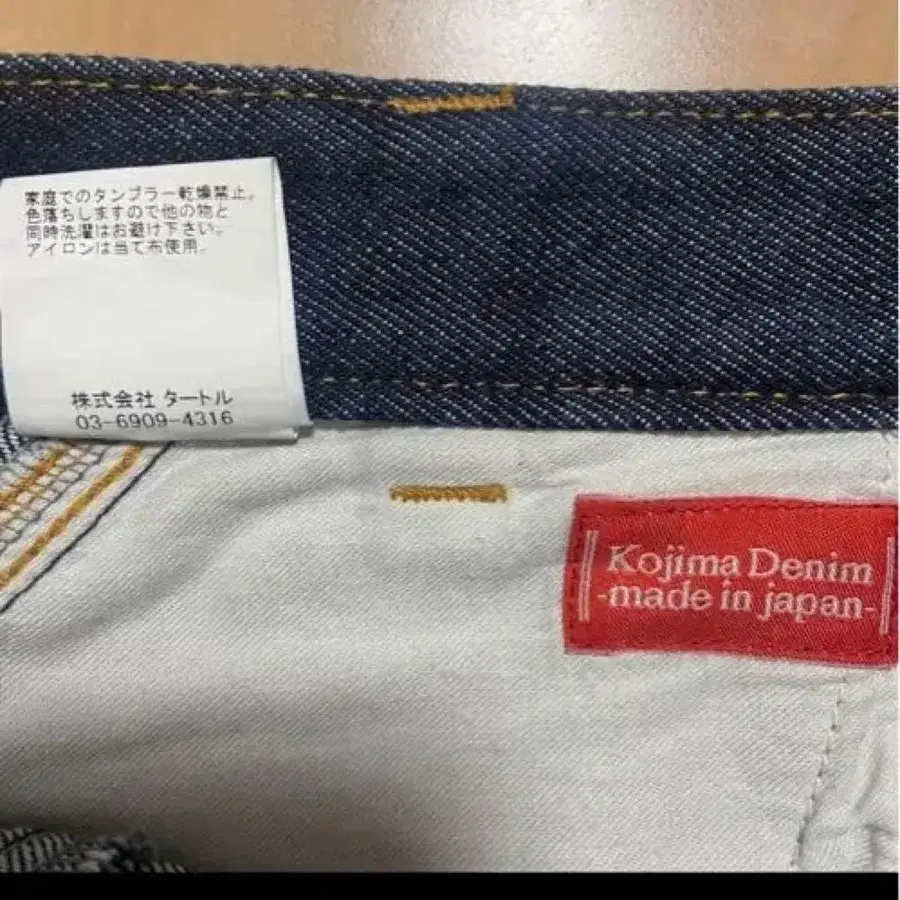 家庭でのタンブラー乾燥禁止。
色落ちしますので他の物と
同時洗濯はお避け下さい。
アイロンは当て布使用。
株式会社 タートル
03-6909-4316
Kojima Denim
-made in japan-